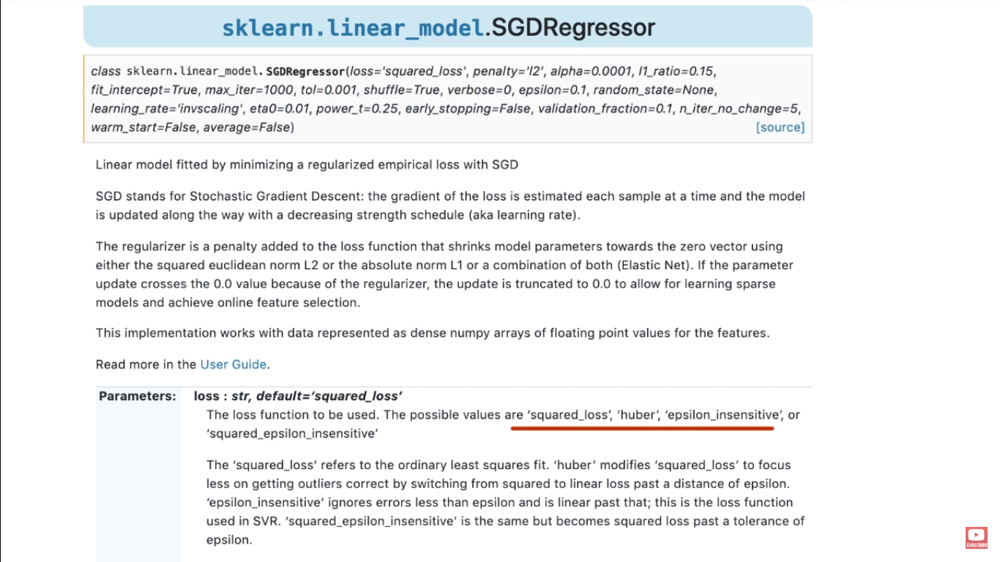 sklearn.linear_model.SGDRegressor
class sklearn.linear_model.SGDRegressor(loss='squared_loss', penalty='l2', alpha=0.0001, l1_ratio=0.15,
fit_intercept=True, max_iter=1000, tol=0.001, shuffle=True, verbose=0, epsilon=0.1, random_state=None,
learning_rate='invscaling', eta0=0.01, power_t=0.25, early_stopping=False, validation_fraction=0.1, n_iter_no_change=5,
warm_start=False, average=False) [source]
Linear model fitted by minimizing a regularized empirical loss with SGD
SGD stands for Stochastic Gradient Descent: the gradient of the loss is estimated each sample at a time and the model
is updated along the way with a decreasing strength schedule (aka learning rate).
The regularizer is a penalty added to the loss function that shrinks model parameters towards the zero vector using
either the squared euclidean norm L2 or the absolute norm L1 or a combination of both (Elastic Net). If the parameter
update crosses the 0.0 value because of the regularizer, the update is truncated to 0.0 to allow for learning sparse
models and achieve online feature selection.
This implementation works with data represented as dense numpy arrays of floating point values for the features.
Read more in the User Guide.
Parameters: loss : str, default=‘squared_loss’
The loss function to be used. The possible values are ‘squared_loss’, ‘huber’, ‘epsilon_insensitive’, or
‘squared_epsilon_insensitive’
The ‘squared_loss’ refers to the ordinary least squares fit. ‘huber’ modifies ‘squared_loss’ to focus
less on getting outliers correct by switching from squared to linear loss past a distance of epsilon.
‘epsilon_insensitive’ ignores errors less than epsilon and is linear past that; this is the loss function
used in SVR. ‘squared_epsilon_insensitive’ is the same but becomes squared loss past a tolerance of
epsilon.
SUBSCRIBE